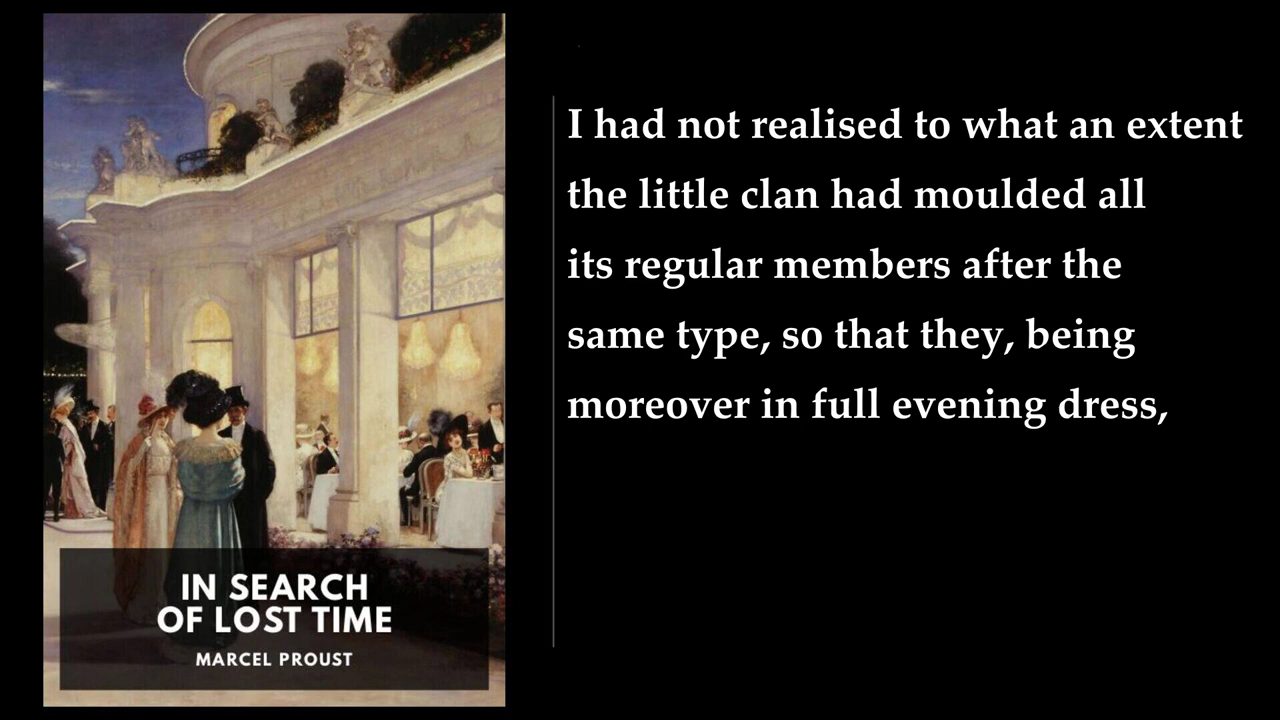 I had not realised to what an extent
the little clan had moulded all
its regular members after the
same type, so that they, being
moreover in full evening dress,
IN SEARCH
OF LOST TIME
MARCEL PROUST